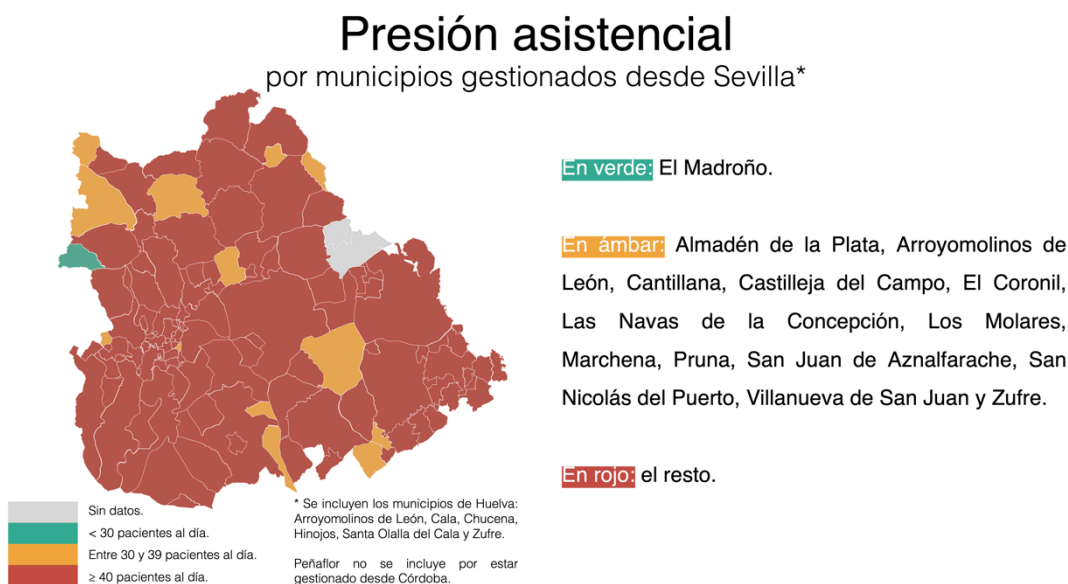 Presión asistencial
por municipios gestionados desde Sevilla*
En verde: El Madroño.
En ámbar: Almadén de la Plata, Arroyomolinos de
León, Cantillana, Castilleja del Campo, El Coronil,
Las Navas de la Concepción, Los Molares,
Marchena, Pruna, San Juan de Aznalfarache, San
Nicolás del Puerto, Villanueva de San Juan y Zufre.
En rojo: el resto.
Sin datos.
< 30 pacientes al día.
Entre 30 y 39 pacientes al día.
≥ 40 pacientes al día.
* Se incluyen los municipios de Huelva:
Arroyomolinos de León, Cala, Chucena,
Hinojos, Santa Olalla del Cala y Zufre.
Peñaflor no se incluye por estar
gestionado desde Córdoba.